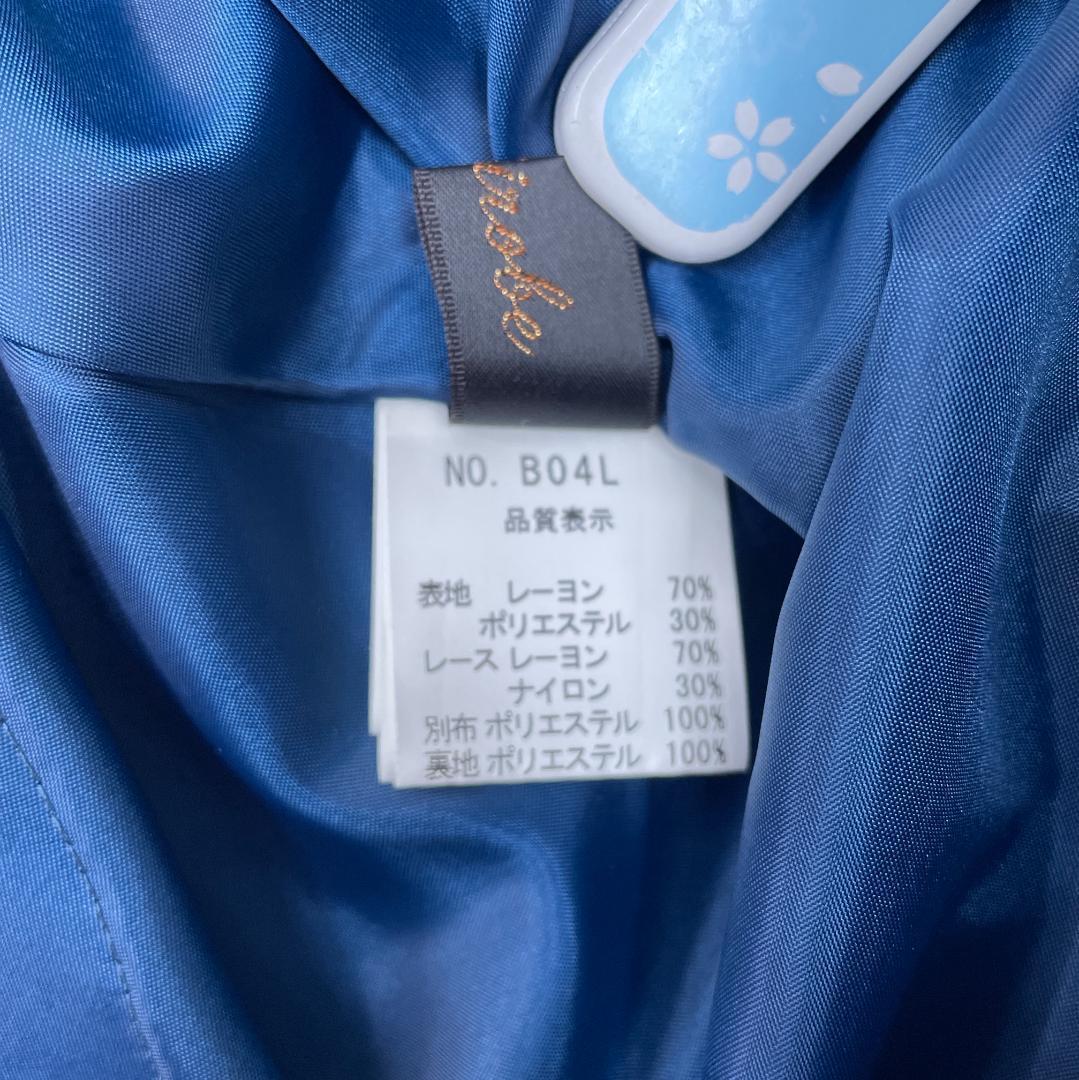 NO. B04L
品質表示
表地 レーヨン 70%
ポリエステル 30%
レース レーヨン 70%
ナイロン 30%
別布 ポリエステル 100%
裏地 ポリエステル 100%